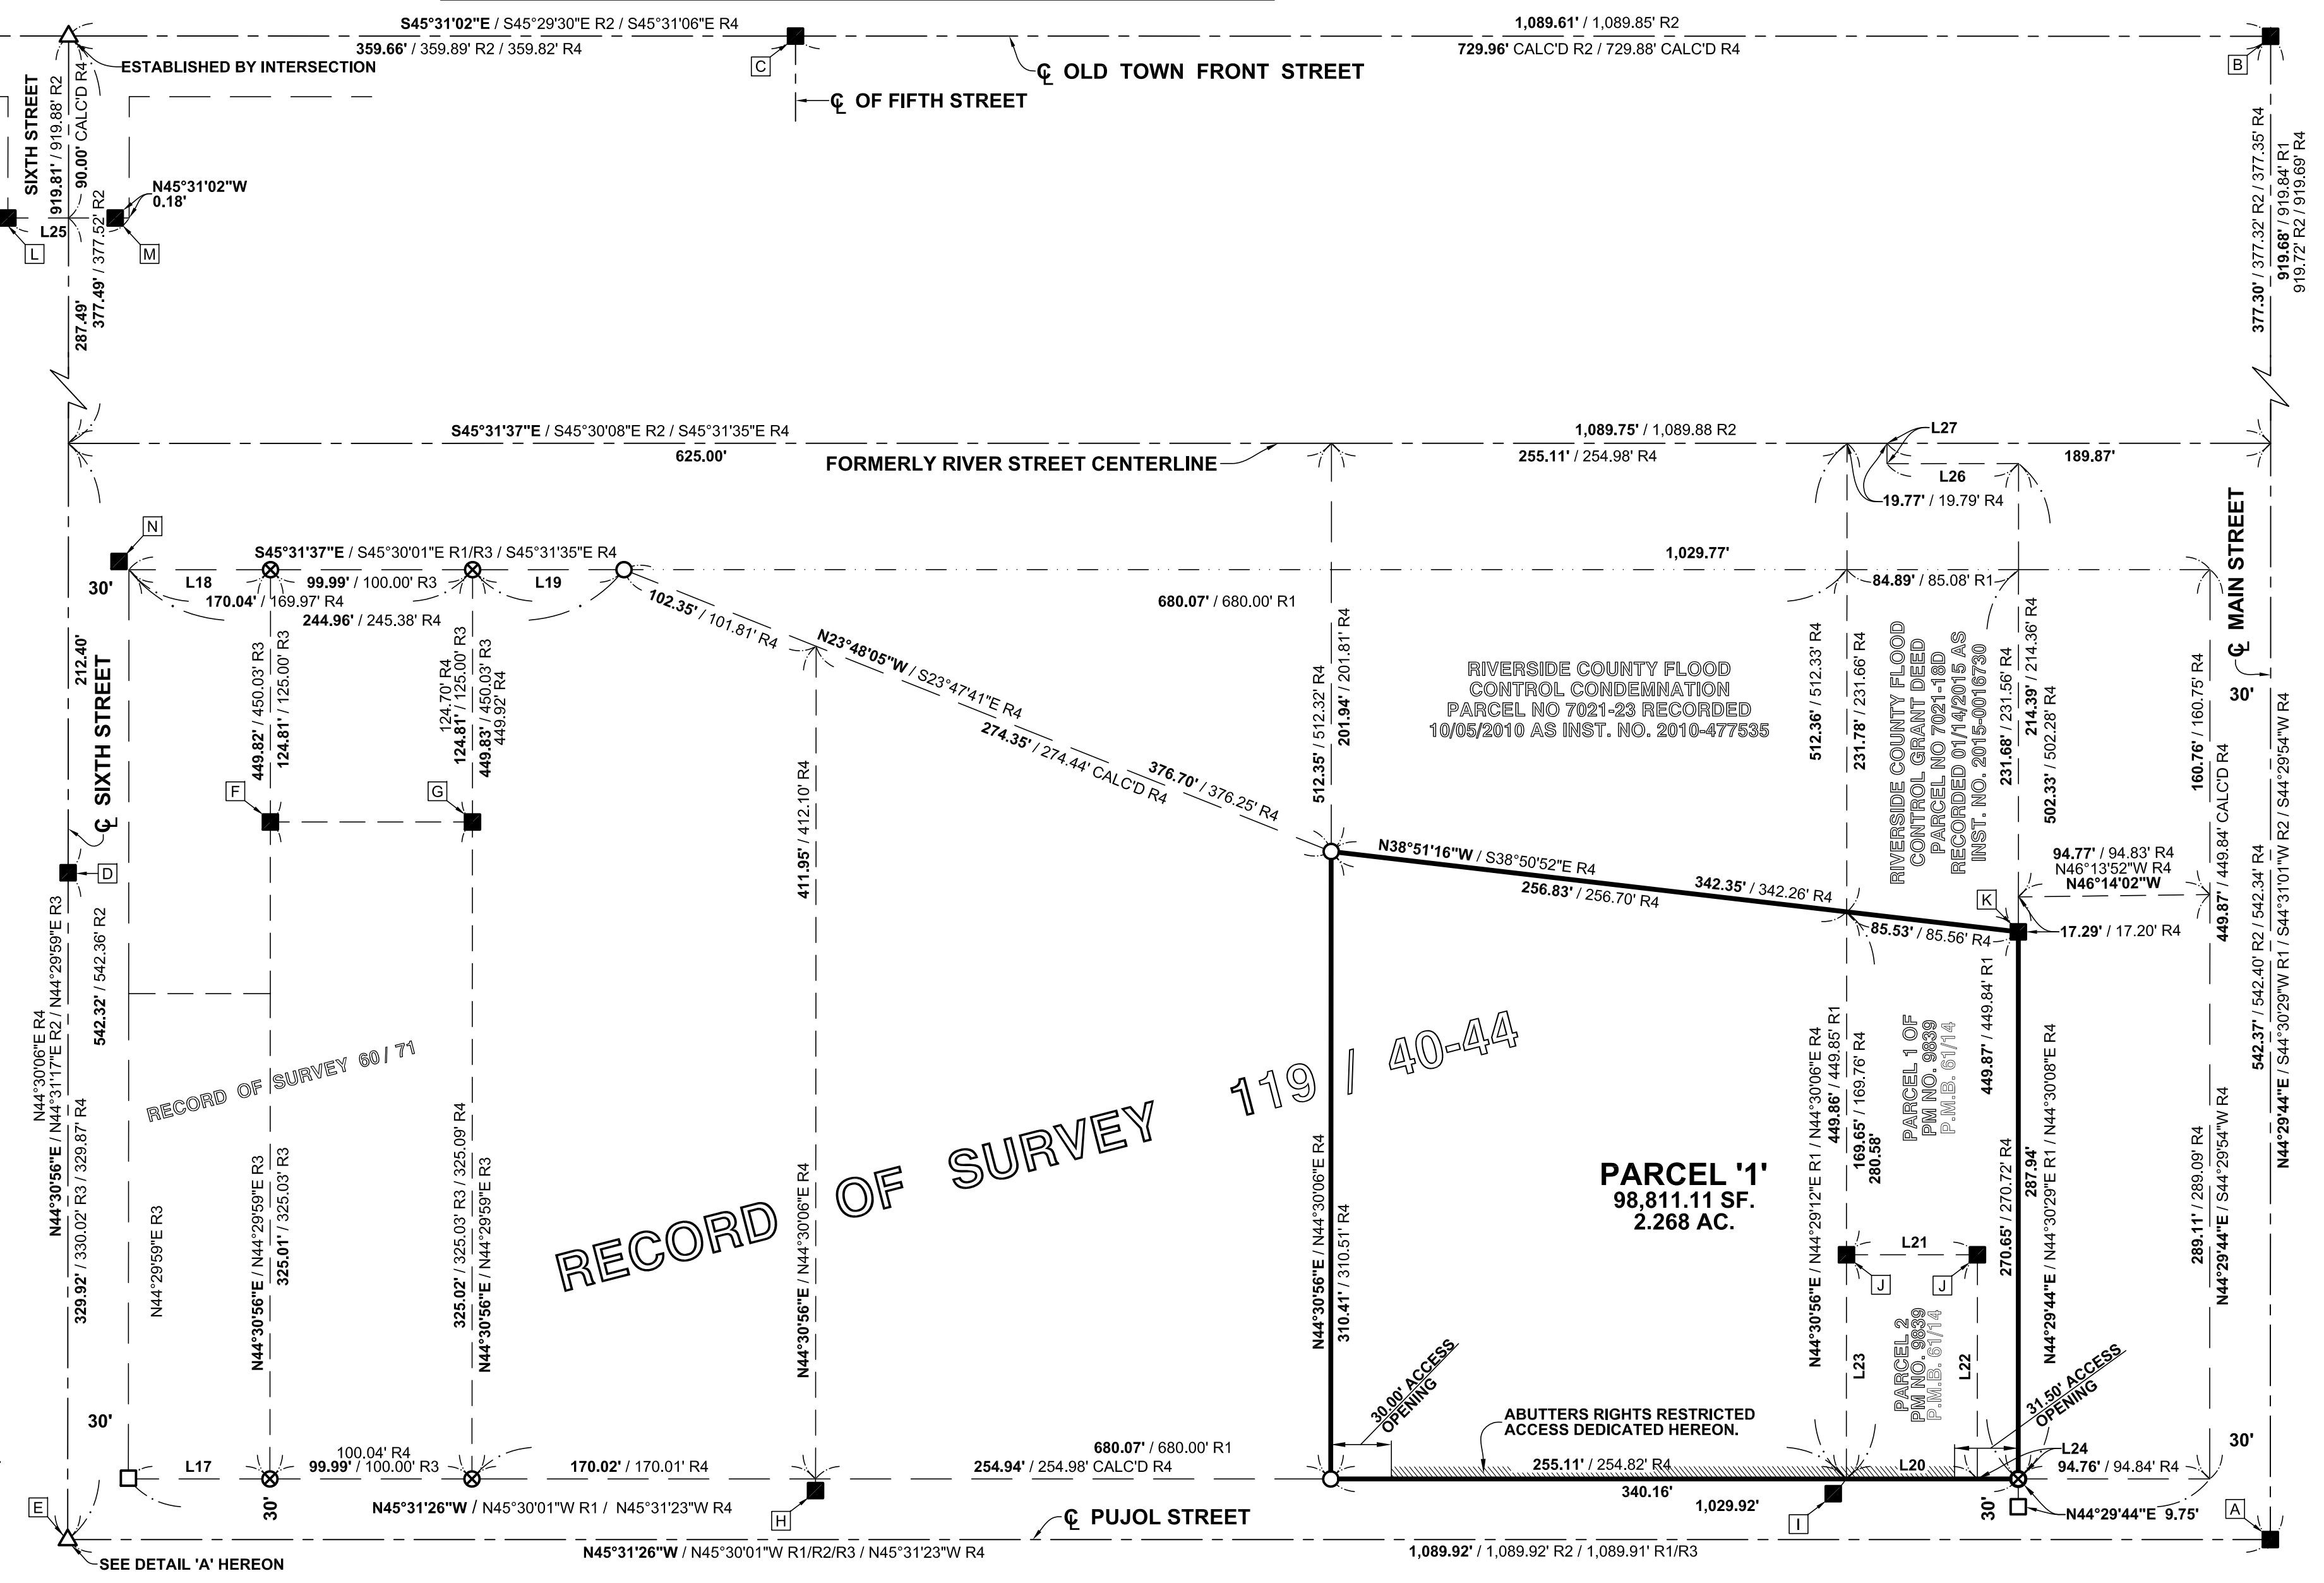 S45°31'02"E / S45°29'30"E R2 / S45°31'06"E R4
359.66' / 359.89' R2 / 359.82' R4
1,089.61' / 1,089.85' R2
729.96' CALC'D R2 / 729.88' CALC'D R4
ESTABLISHED BY INTERSECTION
C
B
℄ OLD TOWN FRONT STREET
℄ OF FIFTH STREET
SIXTH STREET
919.81' / 919.88' R2
90.00' CALC'D R4
377.49' / 377.52' R2
287.49'
N45°31'02"W
0.18'
L25
L
M
377.30' / 377.32' R2 / 377.35' R4
919.68' / 919.84' R1
919.72' R2 / 919.69' R4
S45°31'37"E / S45°30'08"E R2 / S45°31'35"E R4
625.00'
FORMERLY RIVER STREET CENTERLINE
1,089.75' / 1,089.88 R2
255.11' / 254.98' R4
L27
L26
189.87'
19.77' / 19.79' R4
N
30'
S45°31'37"E / S45°30'01"E R1/R3 / S45°31'35"E R4
L18
99.99' / 100.00' R3
L19
170.04' / 169.97' R4
244.96' / 245.38' R4
1,029.77'
84.89' / 85.08' R1
680.07' / 680.00' R1
℄ MAIN STREET
30'
212.40'
℄ SIXTH STREET
449.82' / 450.03' R3
124.81' / 125.00' R3
124.70' R4
124.81' / 125.00' R3
449.83' / 450.03' R3
449.92' R4
102.35' / 101.81' R4
N23°48'05"W / S23°47'41"E R4
274.35' / 274.44' CALC'D R4
376.70' / 376.25' R4
411.95' / 412.10' R4
512.35' / 512.32' R4
201.94' / 201.81' R4
RIVERSIDE COUNTY FLOOD
CONTROL CONDEMNATION
PARCEL NO 7021-23 RECORDED
10/05/2010 AS INST. NO. 2010-477535
512.36' / 512.33' R4
231.78' / 231.66' R4
RIVERSIDE COUNTY FLOOD
CONTROL GRANT DEED
PARCEL NO 7021-18D
RECORDED 01/14/2015 AS
INST. NO. 2015-0016730
231.68' / 231.56' R4
214.39' / 214.36' R4
502.33' / 502.28' R4
160.76' / 160.75' R4
449.87' / 449.84' CALC'D R4
F
G
D
N38°51'16"W / S38°50'52"E R4
256.83' / 256.70' R4
342.35' / 342.26' R4
85.53' / 85.56' R4
94.77' / 94.83' R4
N46°13'52"W R4
N46°14'02"W
K
17.29' / 17.20' R4
N44°30'06"E R4
N44°30'56"E / N44°31'17"E R2 / N44°29'59"E R3
329.92' / 330.02' R3 / 329.87' R4
542.32' / 542.36' R2
N44°29'59"E R3
RECORD OF SURVEY 60 / 71
N44°30'56"E / N44°29'59"E R3
325.01' / 325.03' R3
325.02' / 325.03' R3 / 325.09' R4
N44°30'56"E / N44°29'59"E R3
N44°30'56"E / N44°30'06"E R4
RECORD OF SURVEY 119 / 40-44
N44°30'56"E / N44°30'06"E R4
310.41' / 310.51' R4
PARCEL '1'
98,811.11 SF.
2.268 AC.
N44°30'56"E / N44°29'12"E R1 / N44°30'06"E R4
449.86' / 449.85' R1
169.65' / 169.76' R4
280.58'
PARCEL 1 OF
PM NO. 9839
P.M.B. 61/14
449.87' / 449.84' R1
270.65' / 270.72' R4
287.94'
N44°29'44"E / N44°30'29"E R1 / N44°30'08"E R4
289.11' / 289.09' R4
N44°29'44"E / S44°29'54"W R4
542.37' / 542.40' R2 / 542.34' R4
N44°29'44"E / S44°30'29"W R1 / S44°31'01"W R2 / S44°29'54"W R4
L21
J
J
L23
PARCEL 2
PM NO. 9839
P.M.B. 61/14
L22
30.00' ACCESS
OPENING
31.50' ACCESS
OPENING
ABUTTERS RIGHTS RESTRICTED
ACCESS DEDICATED HEREON.
30'
L17
100.04' R4
99.99' / 100.00' R3
170.02' / 170.01' R4
680.07' / 680.00' R1
254.94' / 254.98' CALC'D R4
255.11' / 254.82' R4
L20
L24
94.76' / 94.84' R4
30'
340.16'
1,029.92'
E
30'
N45°31'26"W / N45°30'01"W R1 / N45°31'23"W R4
H
℄ PUJOL STREET
I
30'
N44°29'44"E 9.75'
A
SEE DETAIL 'A' HEREON
N45°31'26"W / N45°30'01"W R1/R2/R3 / N45°31'23"W R4
1,089.92' / 1,089.92' R2 / 1,089.91' R1/R3